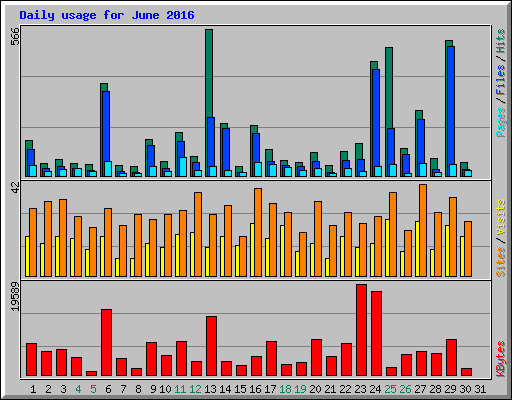 Daily usage for June 2016
566
Pages / Files / Hits
42
Sites / Visits
19589
KBytes
1 2 3 4 5 6 7 8 9 10 11 12 13 14 15 16 17 18 19 20 21 22 23 24 25 26 27 28 29 30 31